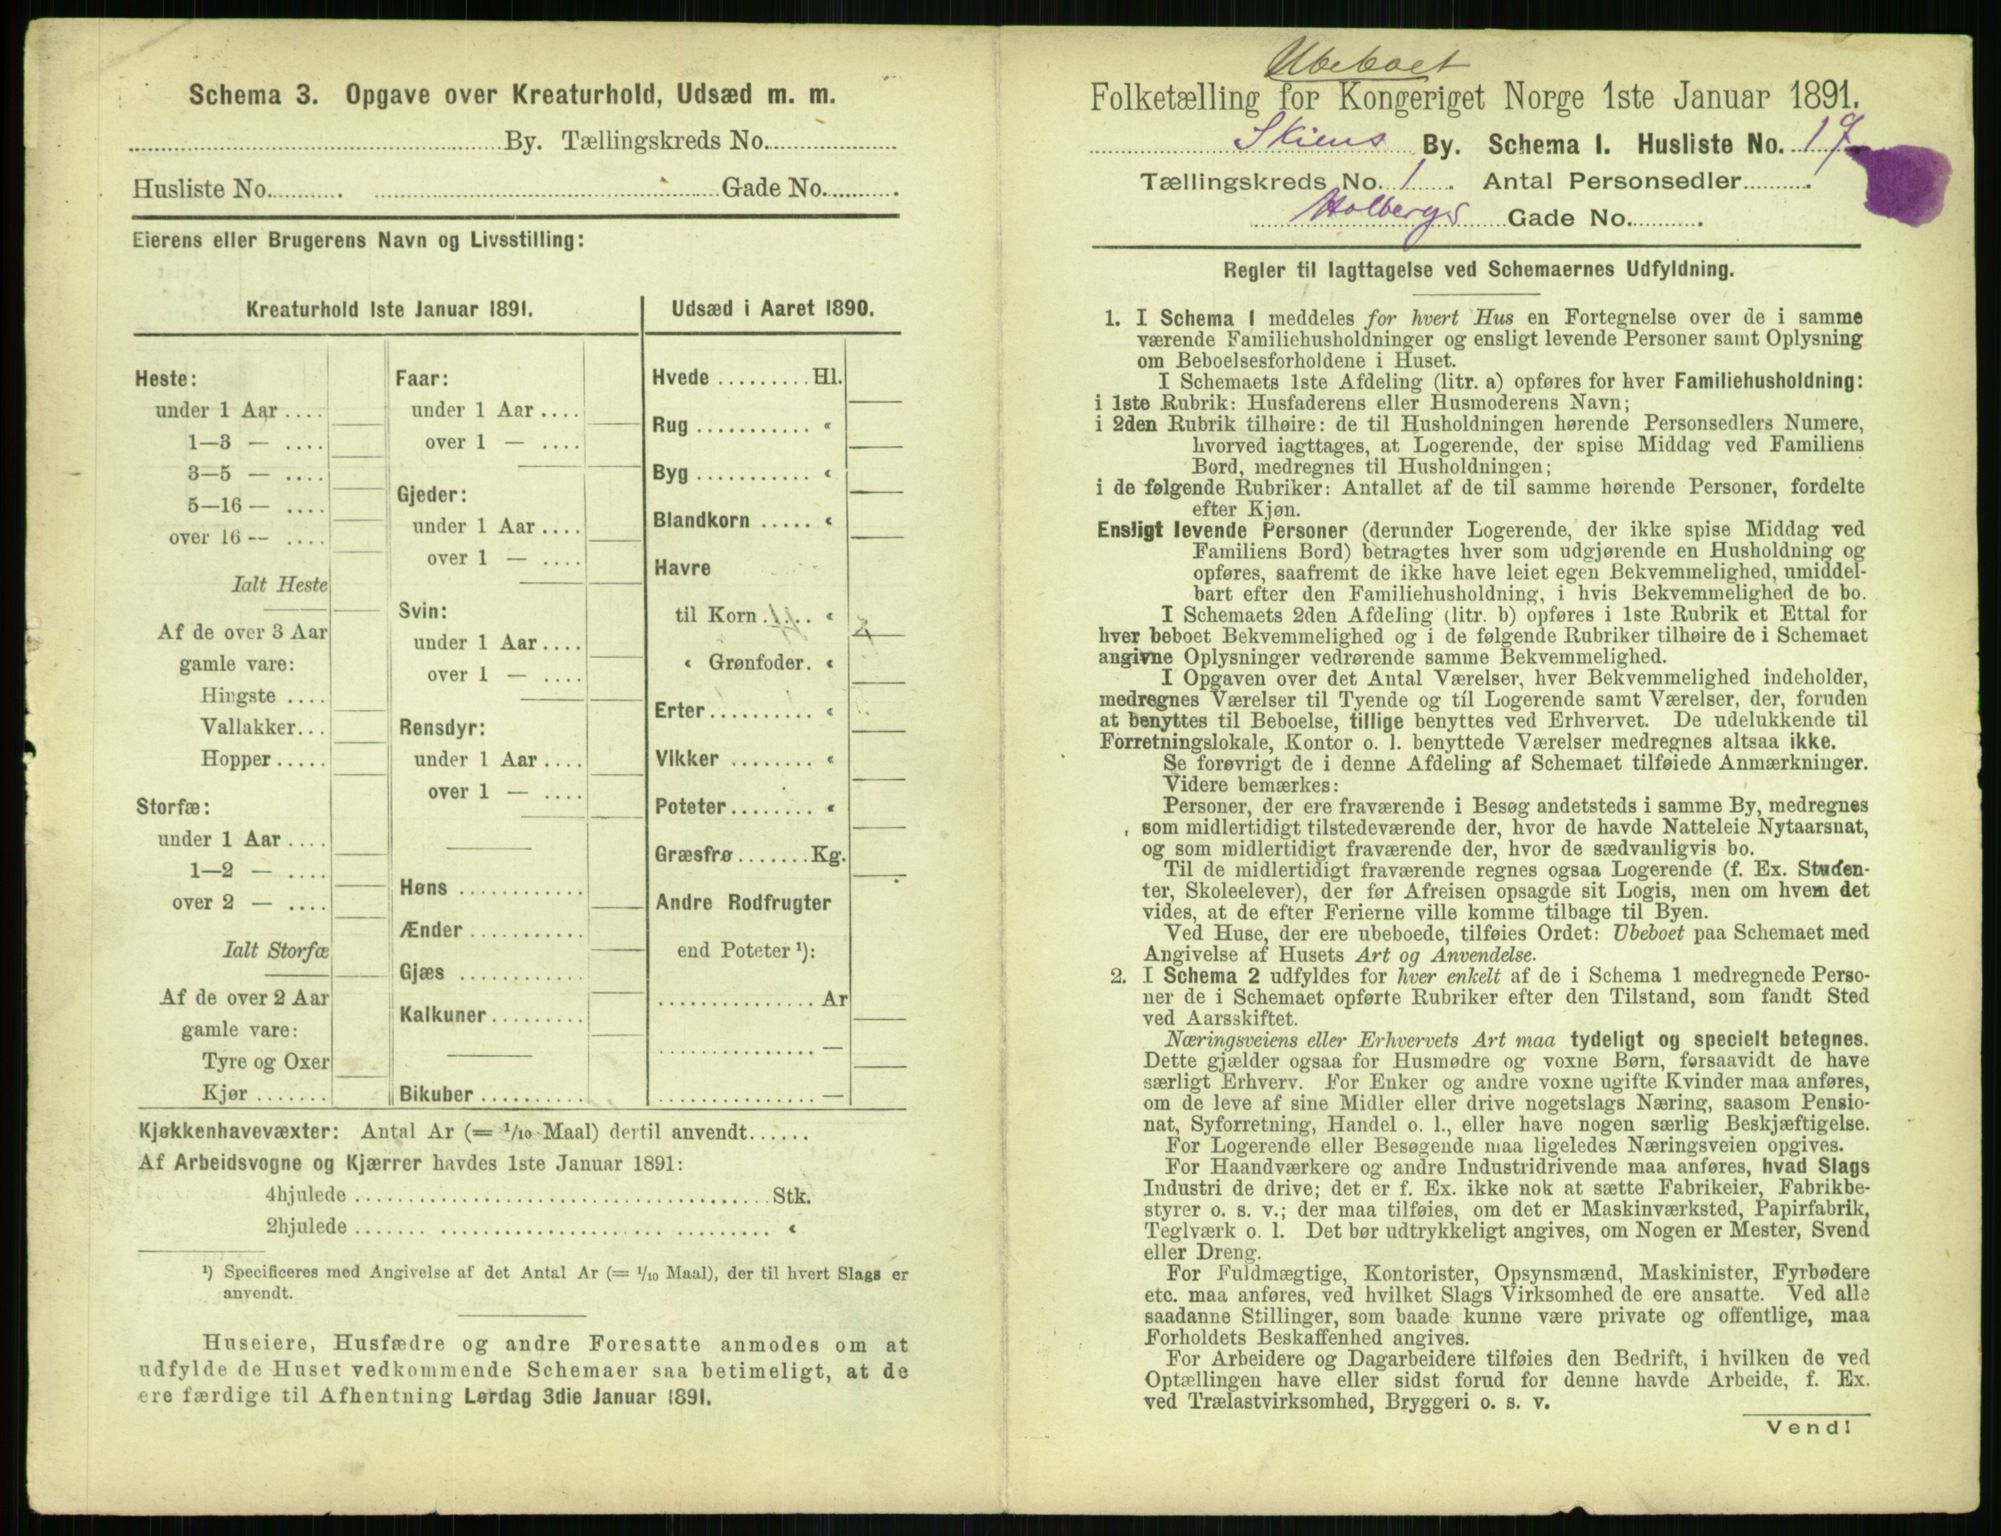 Schema 3. Opgave over Kreaturhold, Udsæd m. m.
By. Tællingskreds No.
Husliste No. Gade No.
Eierens eller Brugerens Navn og Livsstilling:
Kreaturhold 1ste Januar 1891.
Heste:
under 1 Aar
1—3 —
3—5 —
5—16 —
over 16 —
Ialt Heste
Af de over 3 Aar
gamle vare:
Hingste
Vallakker
Hopper
Storfæ:
under 1 Aar
1—2 —
over 2 —
Ialt Storfæ
Af de over 2 Aar
gamle vare:
Tyre og Oxer
Kjør
Faar:
under 1 Aar
over 1 —
Gjeder:
under 1 Aar
over 1 —
Svin:
under 1 Aar
over 1 —
Rensdyr:
under 1 Aar
over 1 —
Høns
Ænder
Gjæs
Kalkuner
Bikuber
Udsæd i Aaret 1890.
Hvede Hl.
Rug «
Byg «
Blandkorn «
Havre
til Korn «
« Grønfoder «
Erter «
Vikker «
Poteter «
Græsfrø Kg.
Andre Rodfrugter
end Poteter ¹):
Ar
—
—
Kjøkkenhavevæxter: Antal Ar (= 1/10 Maal) dertil anvendt
Af Arbeidsvogne og Kjærrer havdes 1ste Januar 1891:
4hjulede Stk.
2hjulede «
¹) Specificeres med Angivelse af det Antal Ar (= 1/10 Maal), der til hvert Slags er
anvendt.
Huseiere, Husfædre og andre Foresatte anmodes om at
udfylde de Huset vedkommende Schemaer saa betimeligt, at de
ere færdige til Afhentning Lørdag 3die Januar 1891.
Ubeboet
Folketælling for Kongeriget Norge 1ste Januar 1891.
Skiens By. Schema I. Husliste No. 17
Tællingskreds No. 1 Antal Personsedler
Holbergs Gade No.
Regler til Iagttagelse ved Schemaernes Udfyldning.
1. I Schema I meddeles for hvert Hus en Fortegnelse over de i samme
værende Familiehusholdninger og ensligt levende Personer samt Oplysning
om Beboelsesforholdene i Huset.
I Schemaets 1ste Afdeling (litr. a) opføres for hver Familiehusholdning:
i 1ste Rubrik: Husfaderens eller Husmoderens Navn;
i 2den Rubrik tilhøire: de til Husholdningen hørende Personsedlers Numere,
hvorved iagttages, at Logerende, der spise Middag ved Familiens
Bord, medregnes til Husholdningen;
i de følgende Rubriker: Antallet af de til samme hørende Personer, fordelte
efter Kjøn.
Ensligt levende Personer (derunder Logerende, der ikke spise Middag ved
Familiens Bord) betragtes hver som udgjørende en Husholdning og
opføres, saafremt de ikke have leiet egen Bekvemmelighed, umiddel-
bart efter den Familiehusholdning, i hvis Bekvemmelighed de bo.
I Schemaets 2den Afdeling (litr. b) opføres i 1ste Rubrik et Ettal for
hver beboet Bekvemmelighed og i de følgende Rubriker tilhøire de i Schemaet
angivne Oplysninger vedrørende samme Bekvemmelighed.
I Opgaven over det Antal Værelser, hver Bekvemmelighed indeholder,
medregnes Værelser til Tyende og til Logerende samt Værelser, der, foruden
at benyttes til Beboelse, tillige benyttes ved Erhvervet. De udelukkende til
Forretningslokale, Kontor o. l. benyttede Værelser medregnes altsaa ikke.
Se forøvrigt de i denne Afdeling af Schemaet tilføiede Anmærkninger.
Videre bemærkes:
Personer, der ere fraværende i Besøg andetsteds i samme By, medregnes
som midlertidigt tilstedeværende der, hvor de havde Natteleie Nytaarsnat,
og som midlertidigt fraværende der, hvor de sædvanligvis bo.
Til de midlertidigt fraværende regnes ogsaa Logerende (f. Ex. Studen-
ter, Skoleelever), der før Afreisen opsagde sit Logis, men om hvem det
vides, at de efter Ferierne ville komme tilbage til Byen.
Ved Huse, der ere ubeboede, tilføies Ordet: Ubeboet paa Schemaet med
Angivelse af Husets Art og Anvendelse.
2. I Schema 2 udfyldes for hver enkelt af de i Schema 1 medregnede Perso-
ner de i Schemaet opførte Rubriker efter den Tilstand, som fandt Sted
ved Aarsskiftet.
Næringsveiens eller Erhvervets Art maa tydeligt og specielt betegnes.
Dette gjælder ogsaa for Husmødre og voxne Børn, forsaavidt de have
særligt Erhverv. For Enker og andre voxne ugifte Kvinder maa anføres,
om de leve af sine Midler eller drive nogetslags Næring, saasom Pensio-
nat, Syforretning, Handel o. l., eller have nogen særlig Beskjæftigelse.
For Logerende eller Besøgende maa ligeledes Næringsveien opgives.
For Haandværkere og andre Industridrivende maa anføres, hvad Slags
Industri de drive; det er f. Ex. ikke nok at sætte Fabrikeier, Fabrikbe-
styrer o. s. v.; der maa tilføies, om det er Maskinværksted, Papirfabrik,
Teglværk o. l. Det bør udtrykkeligt angives, om Nogen er Mester, Svend
eller Dreng.
For Fuldmægtige, Kontorister, Opsynsmænd, Maskinister, Fyrbødere
etc. maa anføres, ved hvilket Slags Virksomhed de ere ansatte. Ved alle
saadanne Stillinger, som baade kunne være private og offentlige, maa
Forholdets Beskaffenhed angives.
For Arbeidere og Dagarbeidere tilføies den Bedrift, i hvilken de ved
Optællingen have eller sidst forud for denne havde Arbeide, f. Ex.
ved Trælastvirksomhed, Bryggeri o. s. v.
Vend!